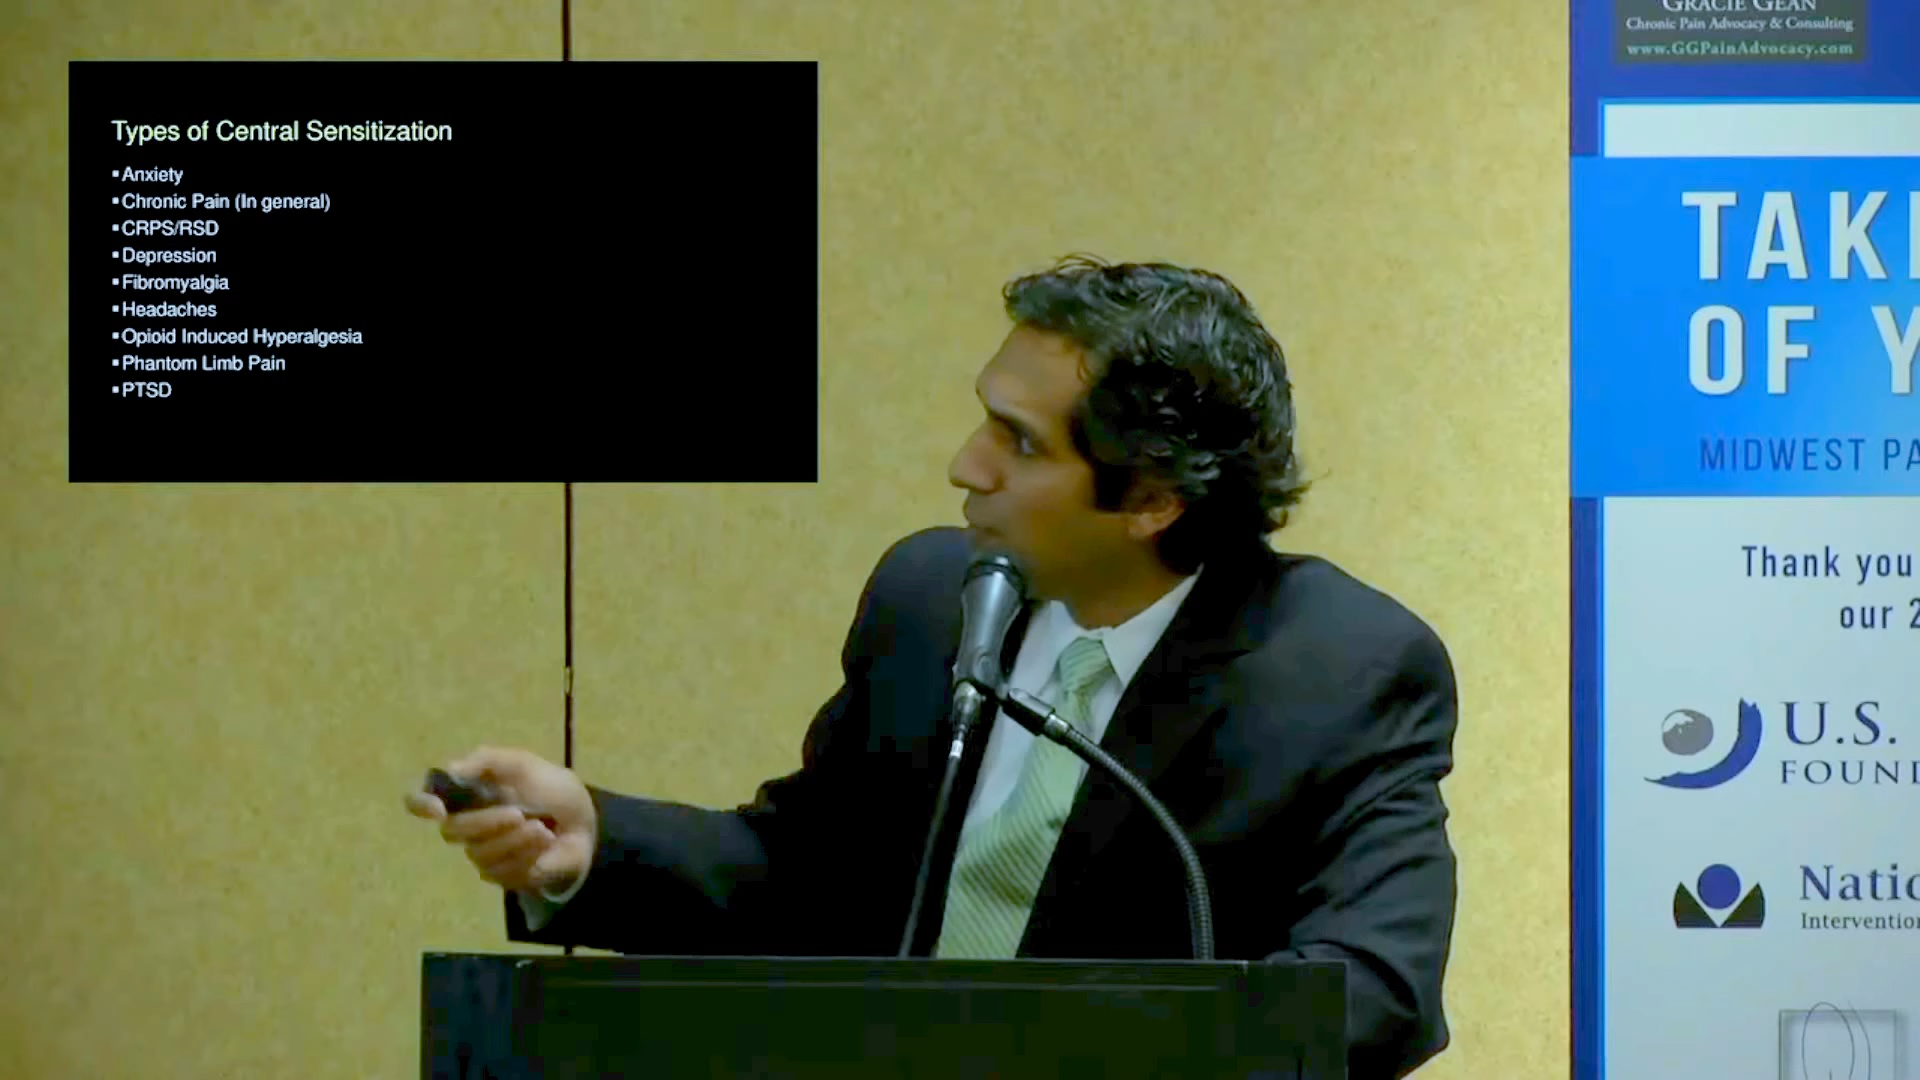 Types of Central Sensitization
▪Anxiety
▪Chronic Pain (In general)
▪CRPS/RSD
▪Depression
▪Fibromyalgia
▪Headaches
▪Opioid Induced Hyperalgesia
▪Phantom Limb Pain
▪PTSD
GRACIE GEAN
Chronic Pain Advocacy & Consulting
www.GGPainAdvocacy.com
TAK
OF Y
MIDWEST PA
Thank you
our 2
U.S.
FOUND
Natio
Intervention